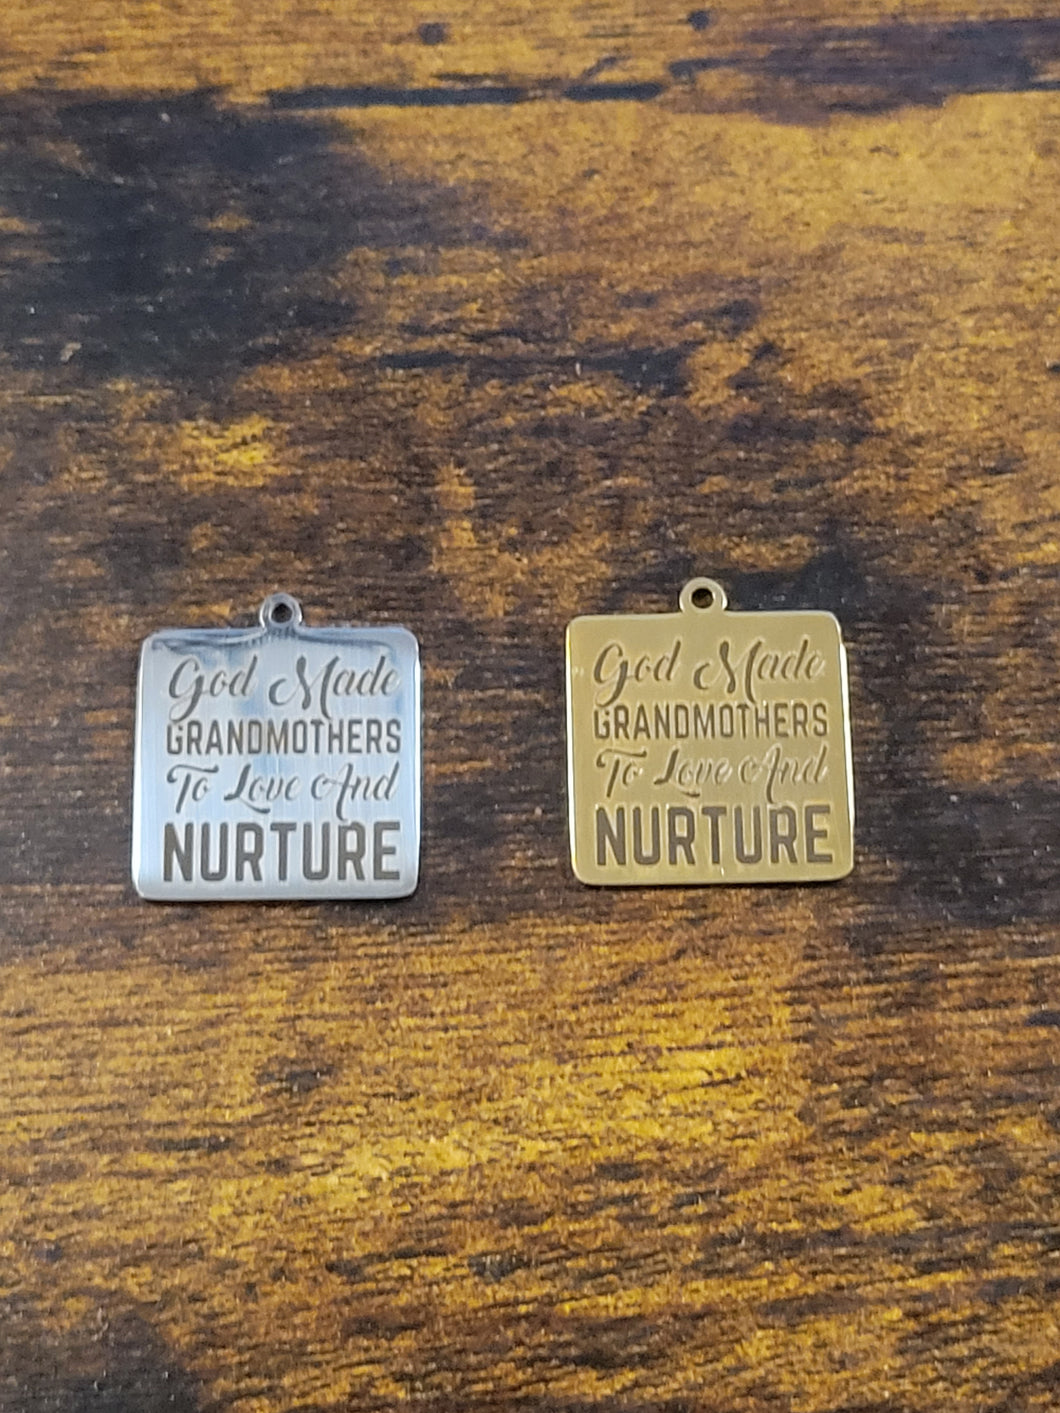 God Made
GRANDMOTHERS
To Love And
NURTURE
God Made
GRANDMOTHERS
To Love And
NURTURE